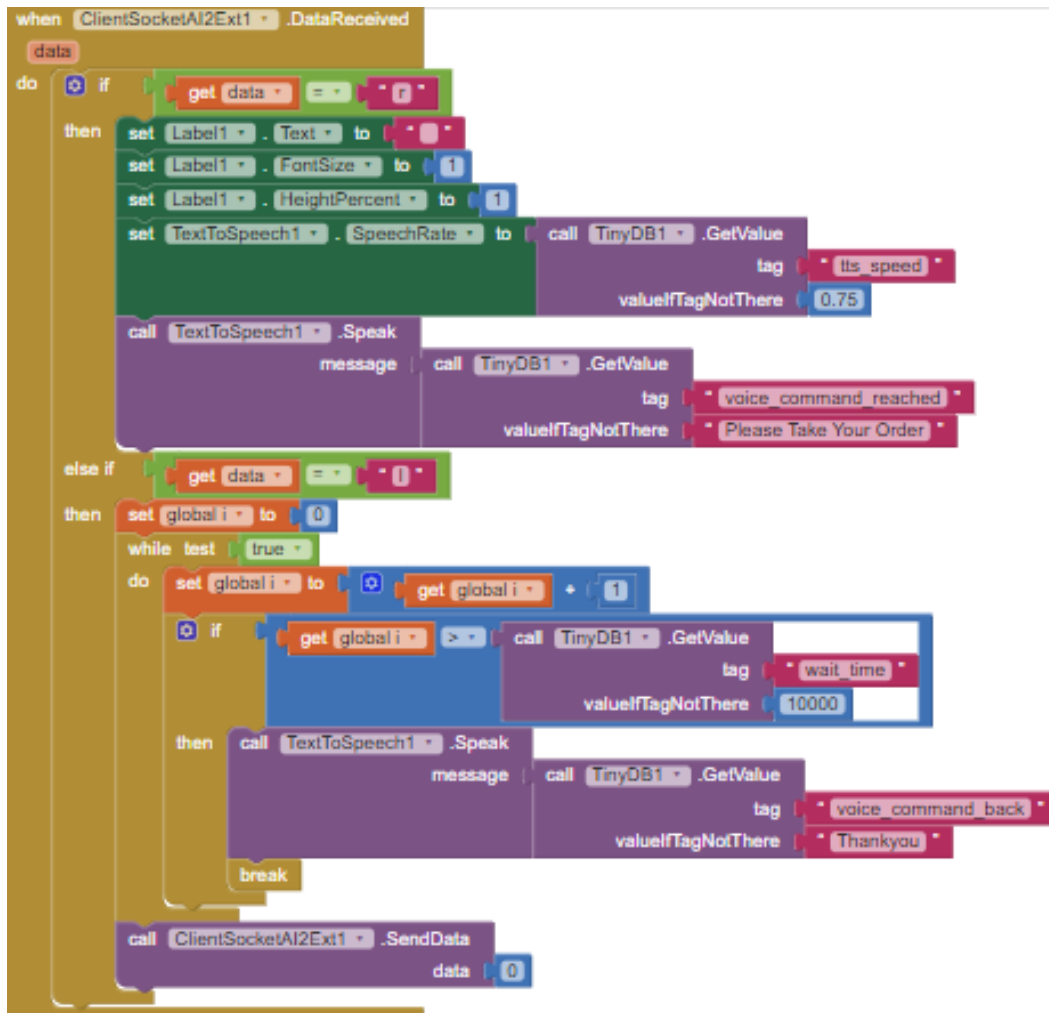 when ClientSocketAI2Ext1 .DataReceived
data
do if get data = " r "
then set Label1 . Text to " "
set Label1 . FontSize to 1
set Label1 . HeightPercent to 1
set TextToSpeech1 . SpeechRate to call TinyDB1 .GetValue
tag " tts_speed "
valueIfTagNotThere 0.75
call TextToSpeech1 .Speak
message call TinyDB1 .GetValue
tag " voice_command_reached "
valueIfTagNotThere " Please Take Your Order "
else if get data = " l "
then set global i to 0
while test true
do set global i to get global i + 1
if get global i > call TinyDB1 .GetValue
tag " wait_time "
valueIfTagNotThere 10000
then call TextToSpeech1 .Speak
message call TinyDB1 .GetValue
tag " voice_command_back "
valueIfTagNotThere " Thankyou "
break
call ClientSocketAI2Ext1 .SendData
data 0